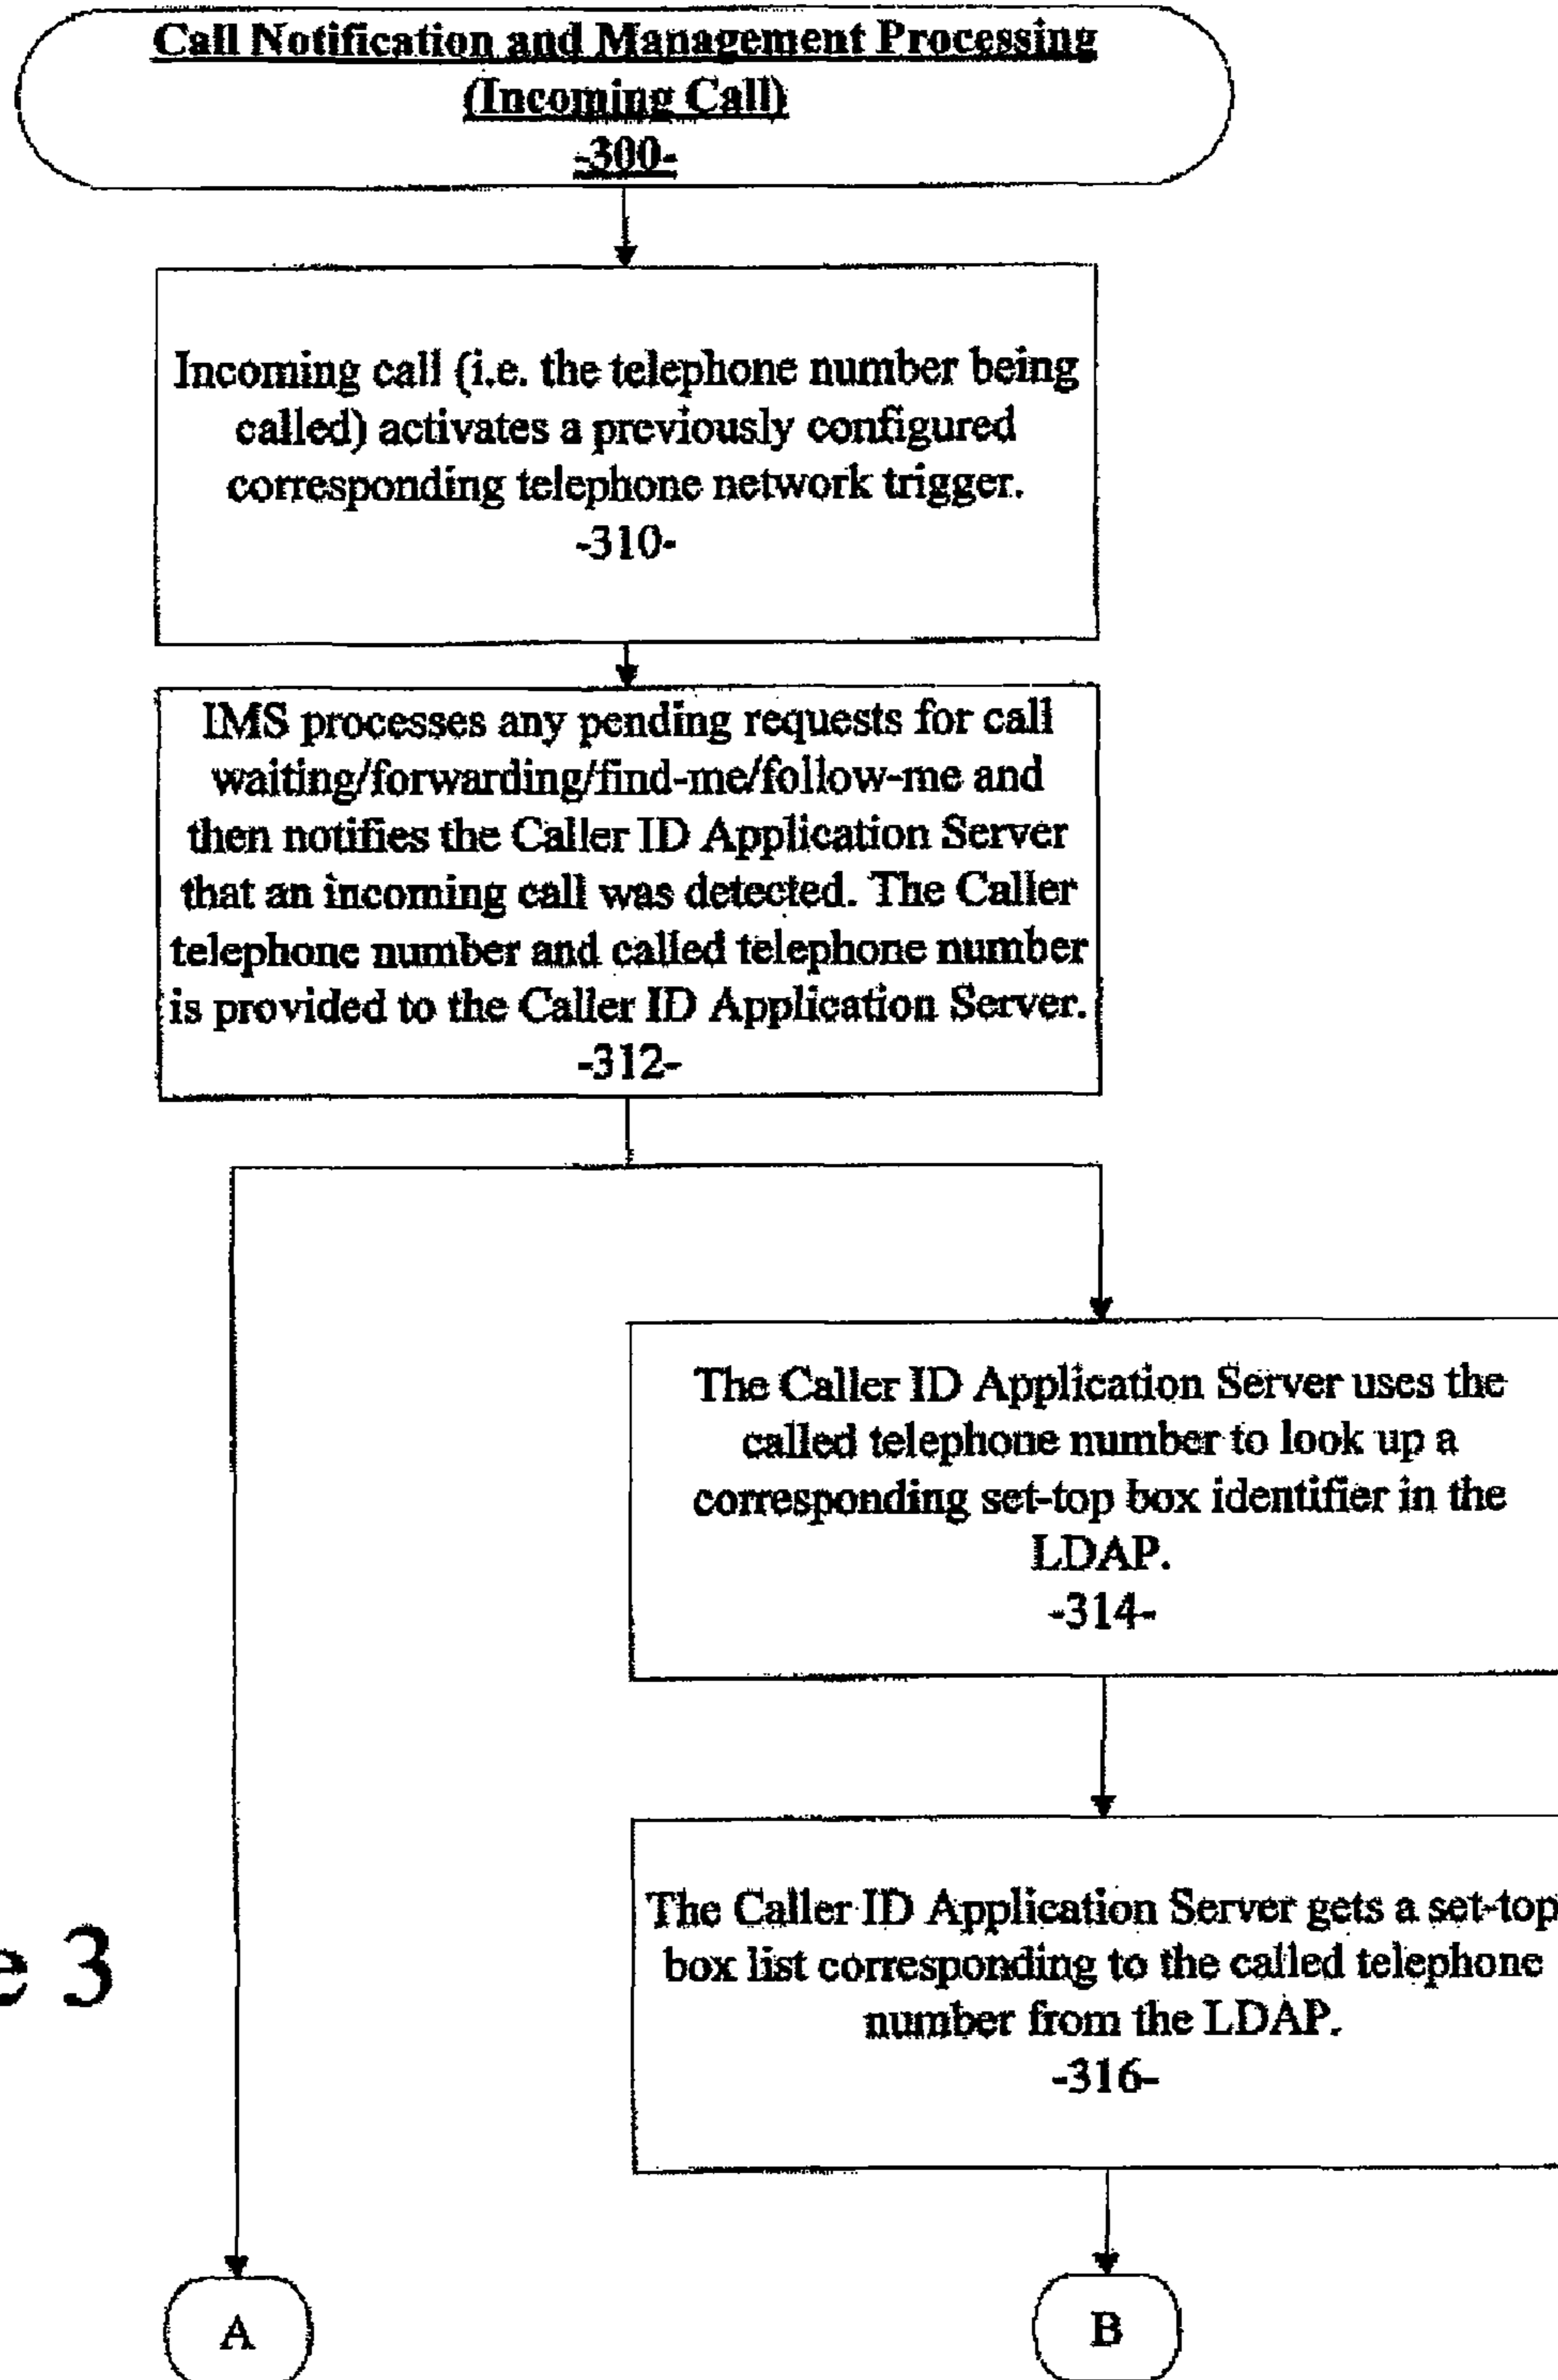 Call Notification and Management Processing
(Incoming Call)
-300-
Incoming call (i.e. the telephone number being
called) activates a previously configured
corresponding telephone network trigger.
-310-
IMS processes any pending requests for call
waiting/forwarding/find-me/follow-me and
then notifies the Caller ID Application Server
that an incoming call was detected. The Caller
telephone number and called telephone number
is provided to the Caller ID Application Server.
-312-
The Caller ID Application Server uses the
called telephone number to look up a
corresponding set-top box identifier in the
LDAP.
-314-
The Caller ID Application Server gets a set-top
box list corresponding to the called telephone
number from the LDAP.
-316-
e 3
A
B